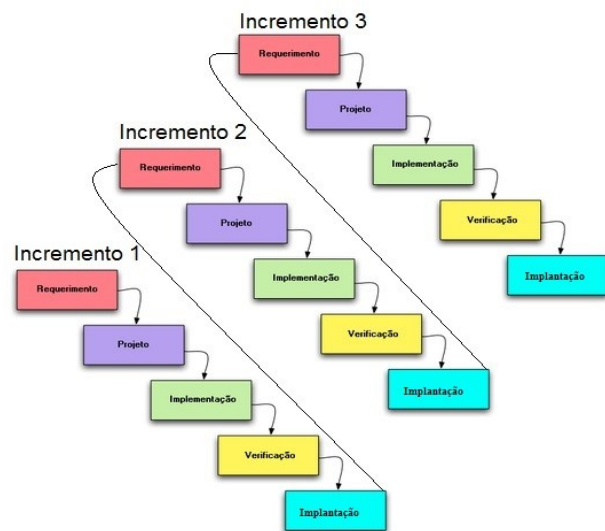 Incremento 3
Requerimento
Projeto
Implementação
Verificação
Implantação
Incremento 2
Requerimento
Projeto
Implementação
Verificação
Implantação
Incremento 1
Requerimento
Projeto
Implementação
Verificação
Implantação